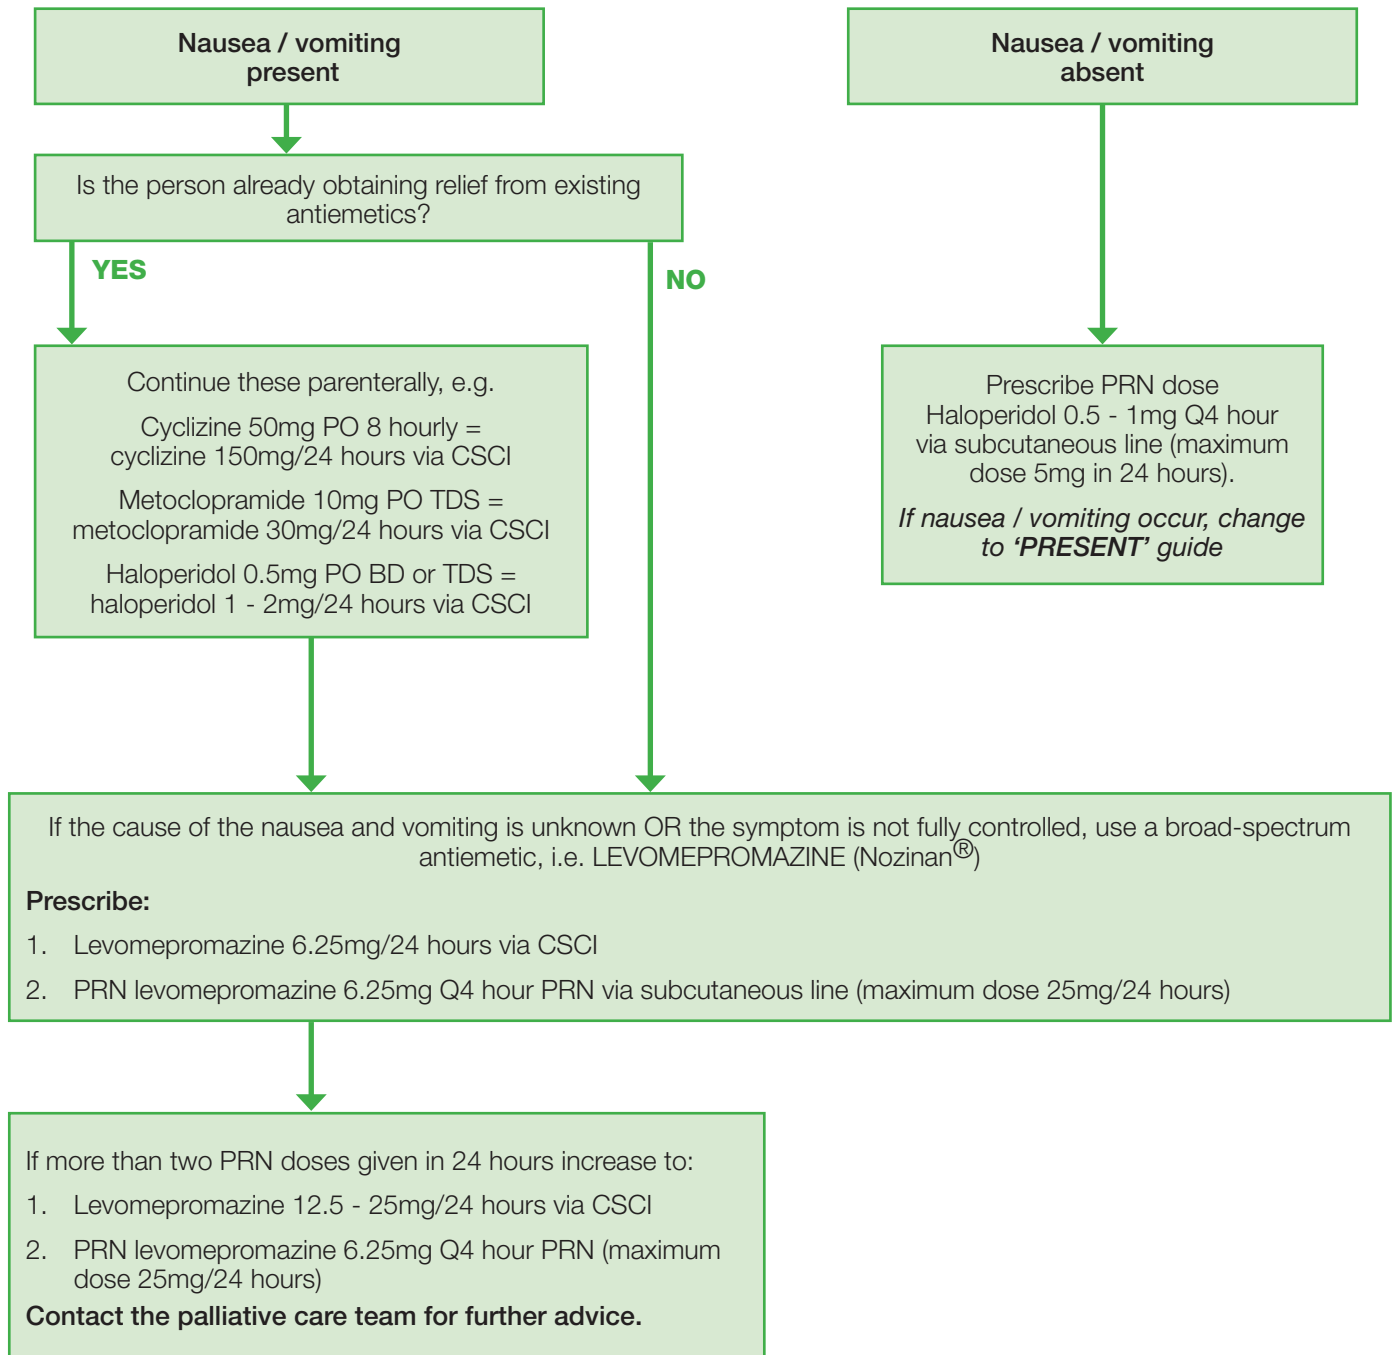 Nausea / vomiting
present
Nausea / vomiting
absent
Is the person already obtaining relief from existing
antiemetics?
YES
NO
Continue these parenterally, e.g.
Cyclizine 50mg PO 8 hourly =
cyclizine 150mg/24 hours via CSCI
Metoclopramide 10mg PO TDS =
metoclopramide 30mg/24 hours via CSCI
Haloperidol 0.5mg PO BD or TDS =
haloperidol 1 - 2mg/24 hours via CSCI
Prescribe PRN dose
Haloperidol 0.5 - 1mg Q4 hour
via subcutaneous line (maximum
dose 5mg in 24 hours).
If nausea / vomiting occur, change
to ‘PRESENT’ guide
If the cause of the nausea and vomiting is unknown OR the symptom is not fully controlled, use a broad-spectrum
antiemetic, i.e. LEVOMEPROMAZINE (Nozinan®)
Prescribe:
1. Levomepromazine 6.25mg/24 hours via CSCI
2. PRN levomepromazine 6.25mg Q4 hour PRN via subcutaneous line (maximum dose 25mg/24 hours)
If more than two PRN doses given in 24 hours increase to:
1. Levomepromazine 12.5 - 25mg/24 hours via CSCI
2. PRN levomepromazine 6.25mg Q4 hour PRN (maximum
dose 25mg/24 hours)
Contact the palliative care team for further advice.